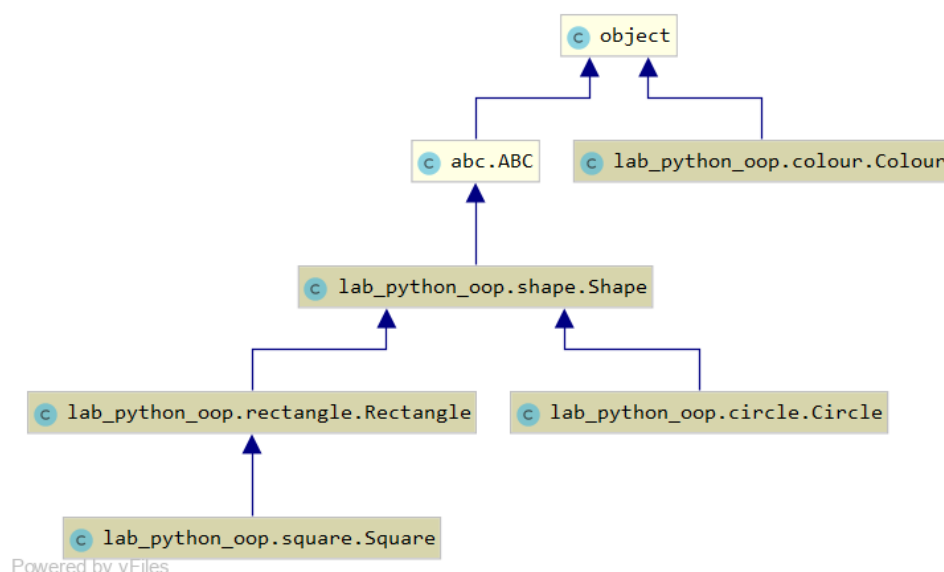 c object
c abc.ABC
c lab_python_oop.colour.Colour
c lab_python_oop.shape.Shape
c lab_python_oop.rectangle.Rectangle
c lab_python_oop.circle.Circle
c lab_python_oop.square.Square
Powered by yFiles